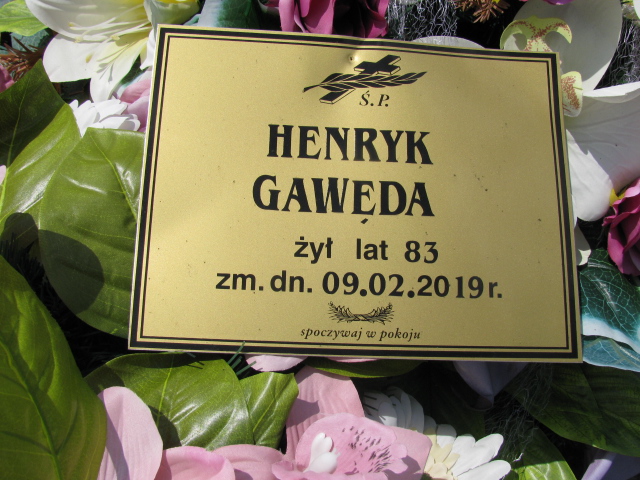 Ś.P.
HENRYK
GAWĘDA
żył lat 83
zm. dn. 09.02.2019 r.
spoczywaj w pokoju